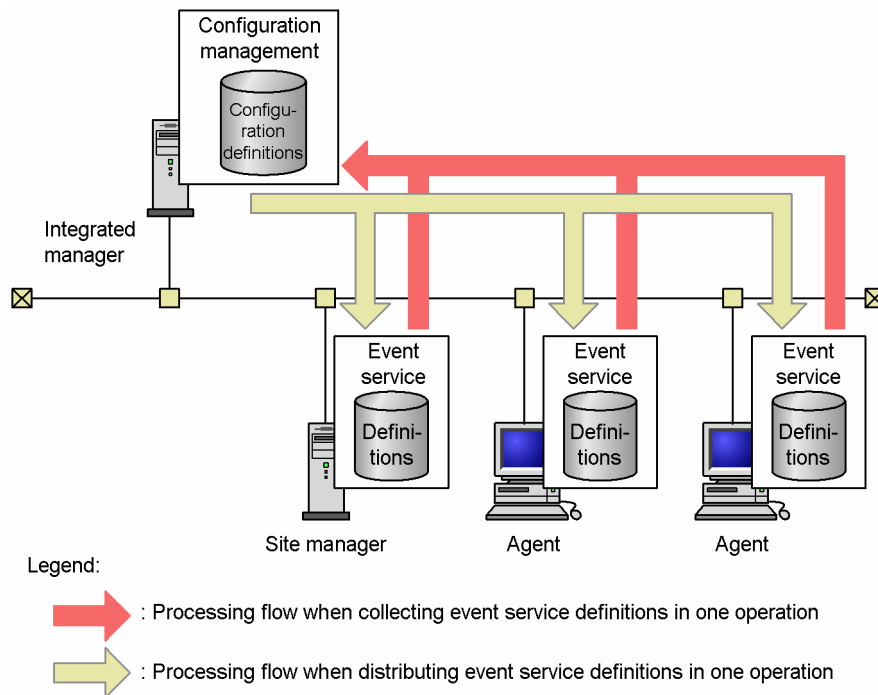 Configuration
management
Configu-
ration
definitions
Integrated
manager
Event
service
Defini-
tions
Event
service
Defini-
tions
Event
service
Defini-
tions
Site manager
Agent
Agent
Legend:
: Processing flow when collecting event service definitions in one operation
: Processing flow when distributing event service definitions in one operation